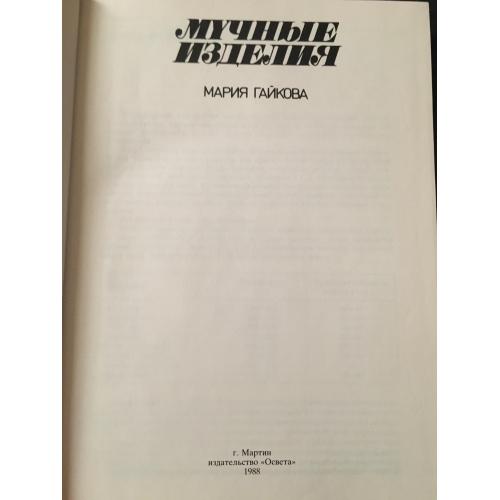 МУЧНЫЕ
ИЗДЕЛИЯ
МАРИЯ ГАЙКОВА
г. Мартин
издательство «Освета»
1988